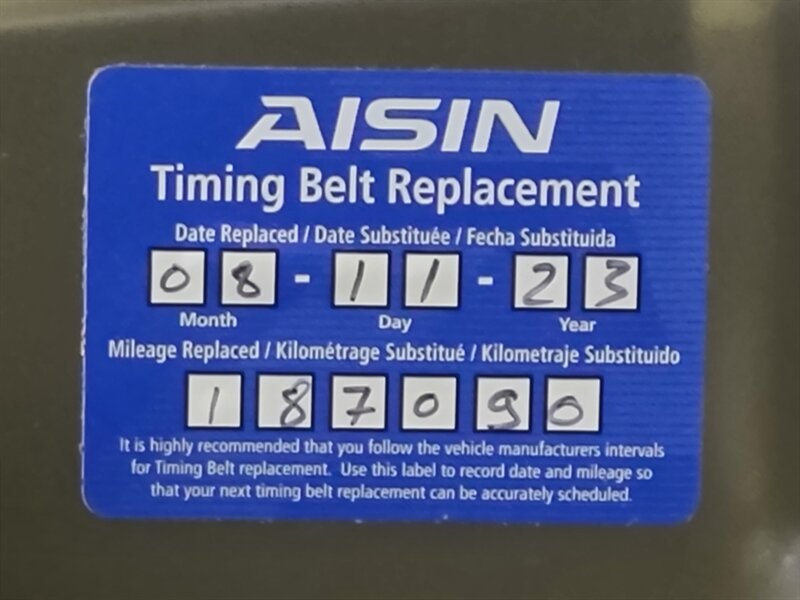 AISIN
Timing Belt Replacement
Date Replaced / Date Substituée / Fecha Substituida
08 - 11 - 23
Month Day Year
Mileage Replaced / Kilométrage Substitué / Kilometraje Substituido
187090
It is highly recommended that you follow the vehicle manufacturers intervals
for Timing Belt replacement. Use this label to record date and mileage so
that your next timing belt replacement can be accurately scheduled.